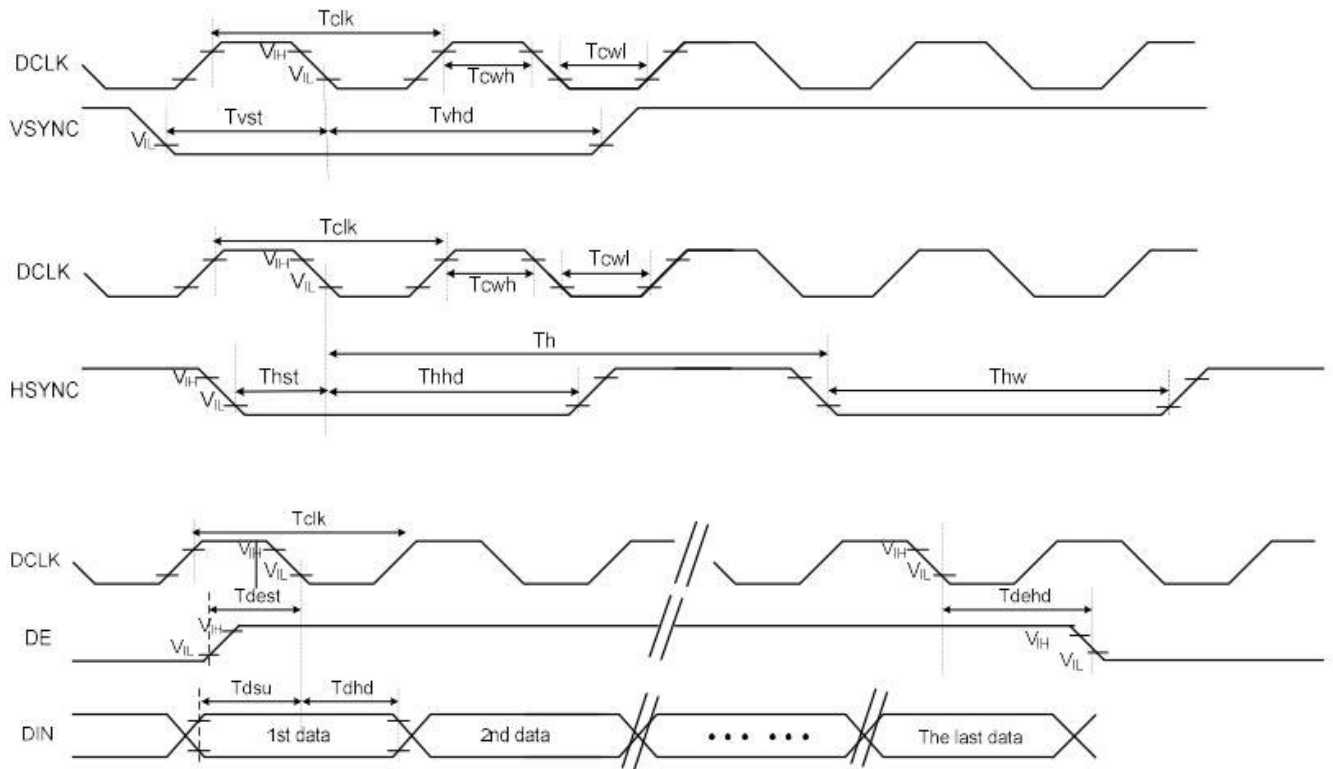 Tclk
DCLK
VIH
VIL
Tcwh
Tcwl
VSYNC
VIL
Tvst
Tvhd
Tclk
DCLK
VIH
VIL
Tcwh
Tcwl
Th
HSYNC
VIH
VIL
Thst
Thhd
Thw
Tclk
DCLK
VIH
VIL
VIH
VIL
Tdest
Tdehd
DE
VIH
VIL
VIH
VIL
Tdsu
Tdhd
DIN
1st data
2nd data
•••  •••
The last data